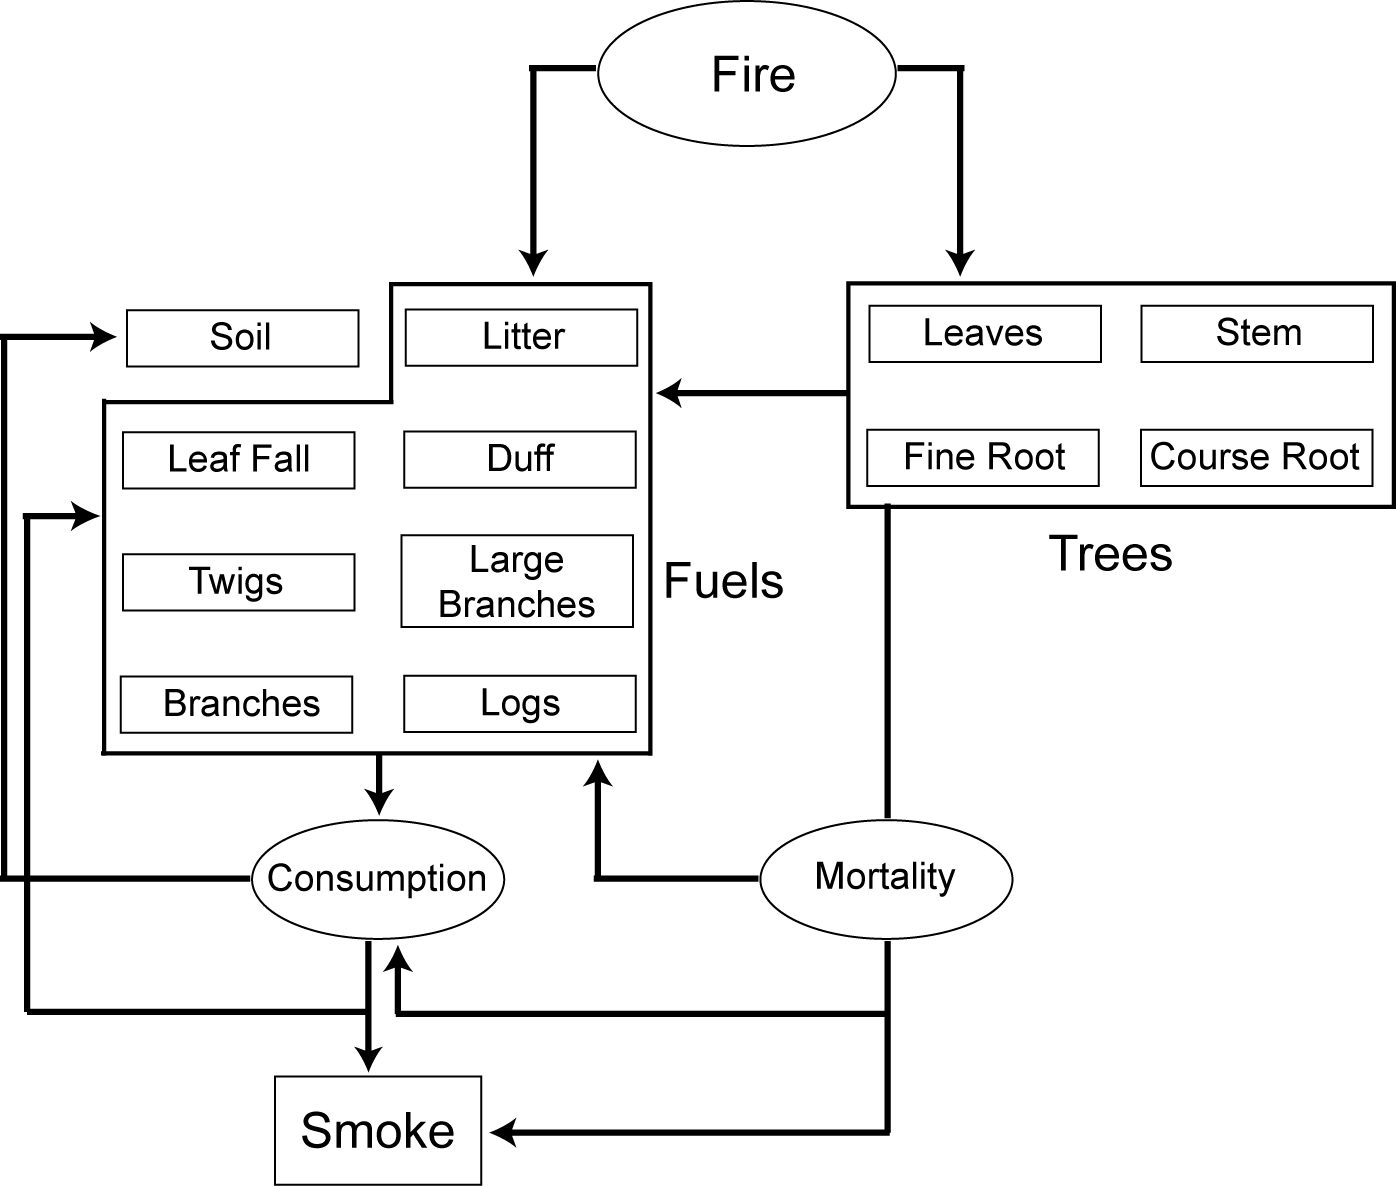 Fire
Soil
Litter
Leaves
Stem
Leaf Fall
Duff
Fine Root
Course Root
Trees
Twigs
Large
Branches
Fuels
Branches
Logs
Consumption
Mortality
Smoke